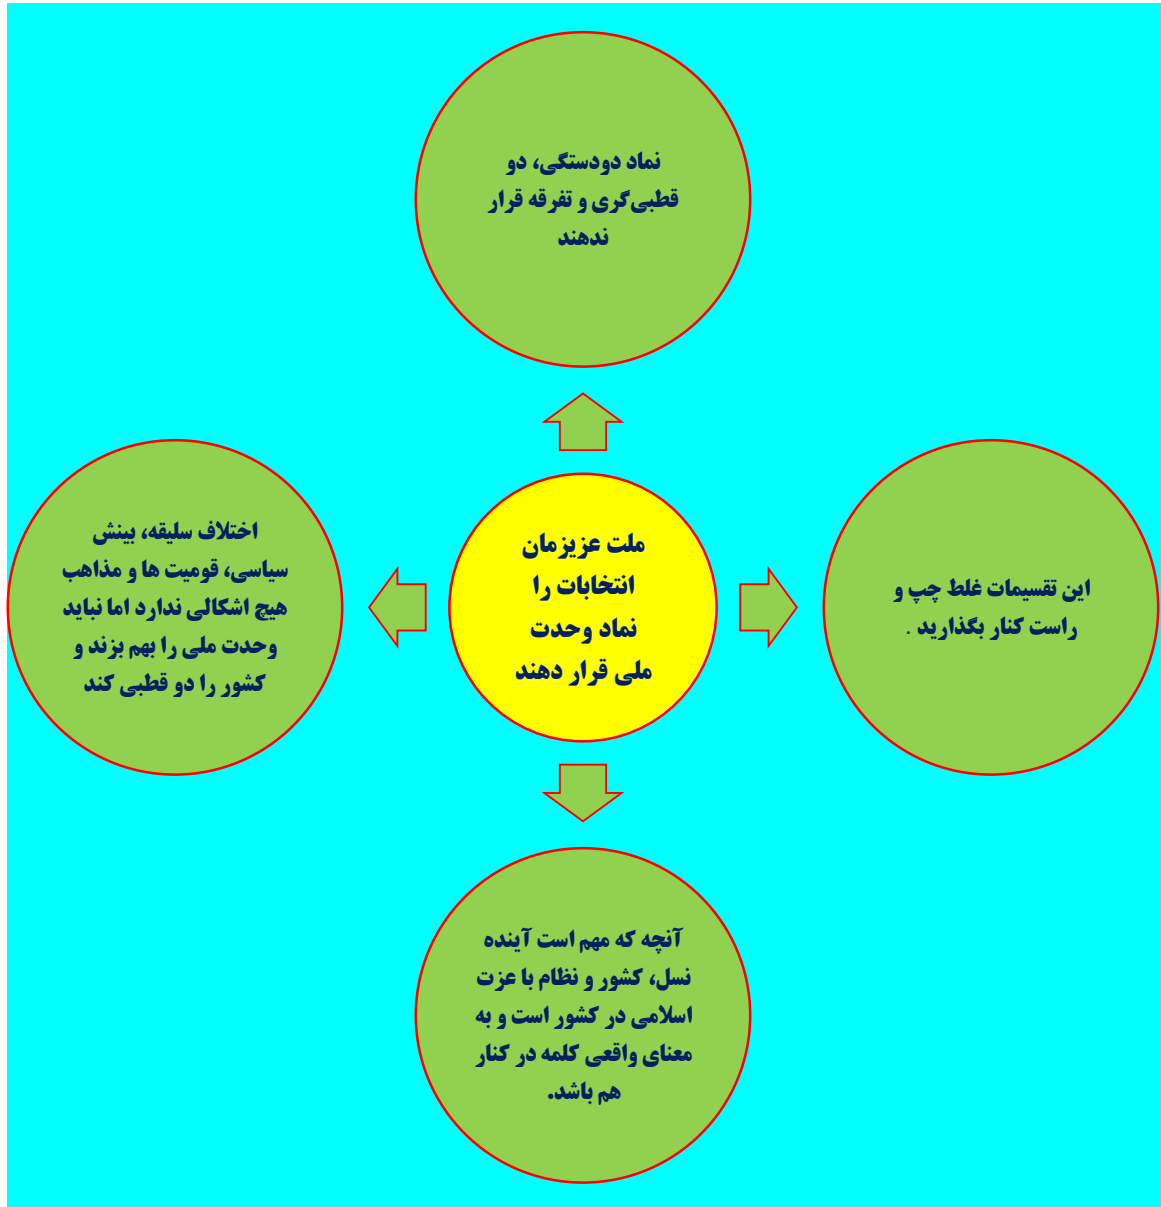 نماد دودستگی، دو
قطبی‌گری و تفرقه قرار
ندهند
ملت عزیزمان
انتخابات را
نماد وحدت
ملی قرار دهند
این تقسیمات غلط چپ و
راست کنار بگذارید .
آنچه که مهم است آینده
نسل، کشور و نظام با عزت
اسلامی در کشور است و به
معنای واقعی کلمه در کنار
هم باشد.
اختلاف سلیقه، بینش
سیاسی، قومیت ها و مذاهب
هیچ اشکالی ندارد اما نباید
وحدت ملی را بهم بزند و
کشور را دو قطبی کند